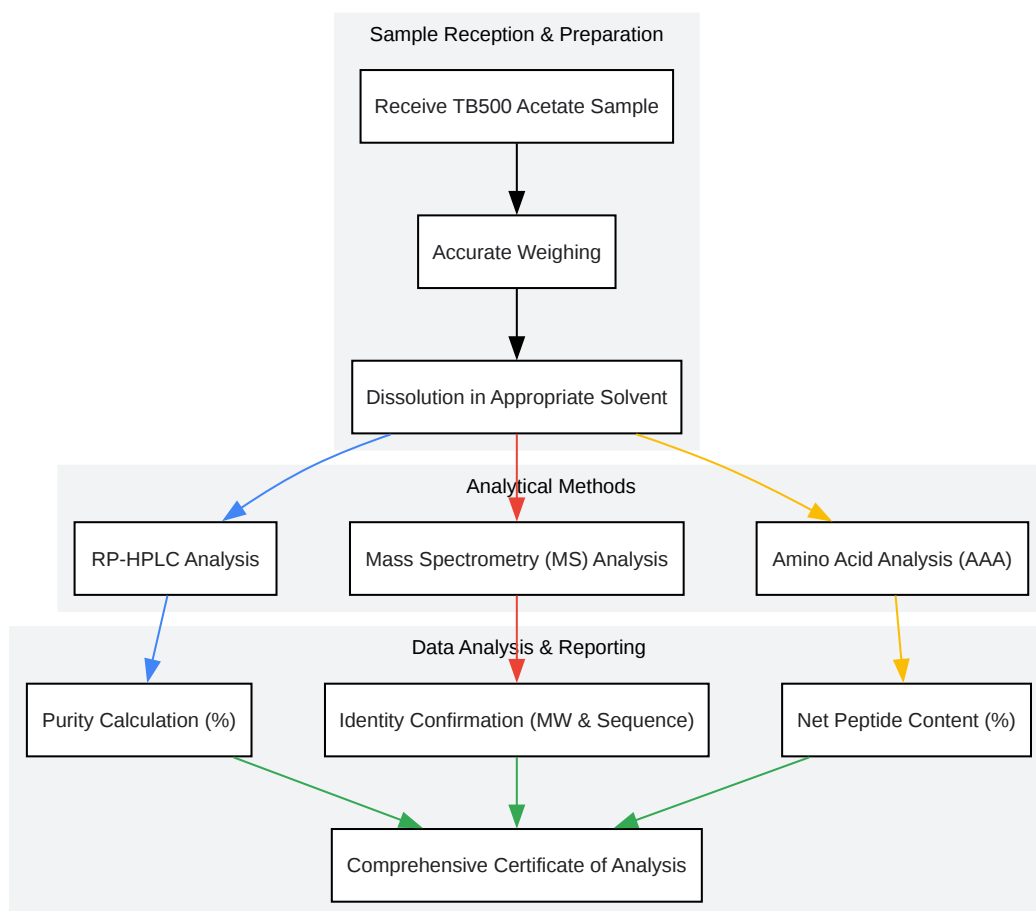 Sample Reception & Preparation
Receive TB500 Acetate Sample
Accurate Weighing
Dissolution in Appropriate Solvent
Analytical Methods
RP-HPLC Analysis
Mass Spectrometry (MS) Analysis
Amino Acid Analysis (AAA)
Data Analysis & Reporting
Purity Calculation (%)
Identity Confirmation (MW & Sequence)
Net Peptide Content (%)
Comprehensive Certificate of Analysis